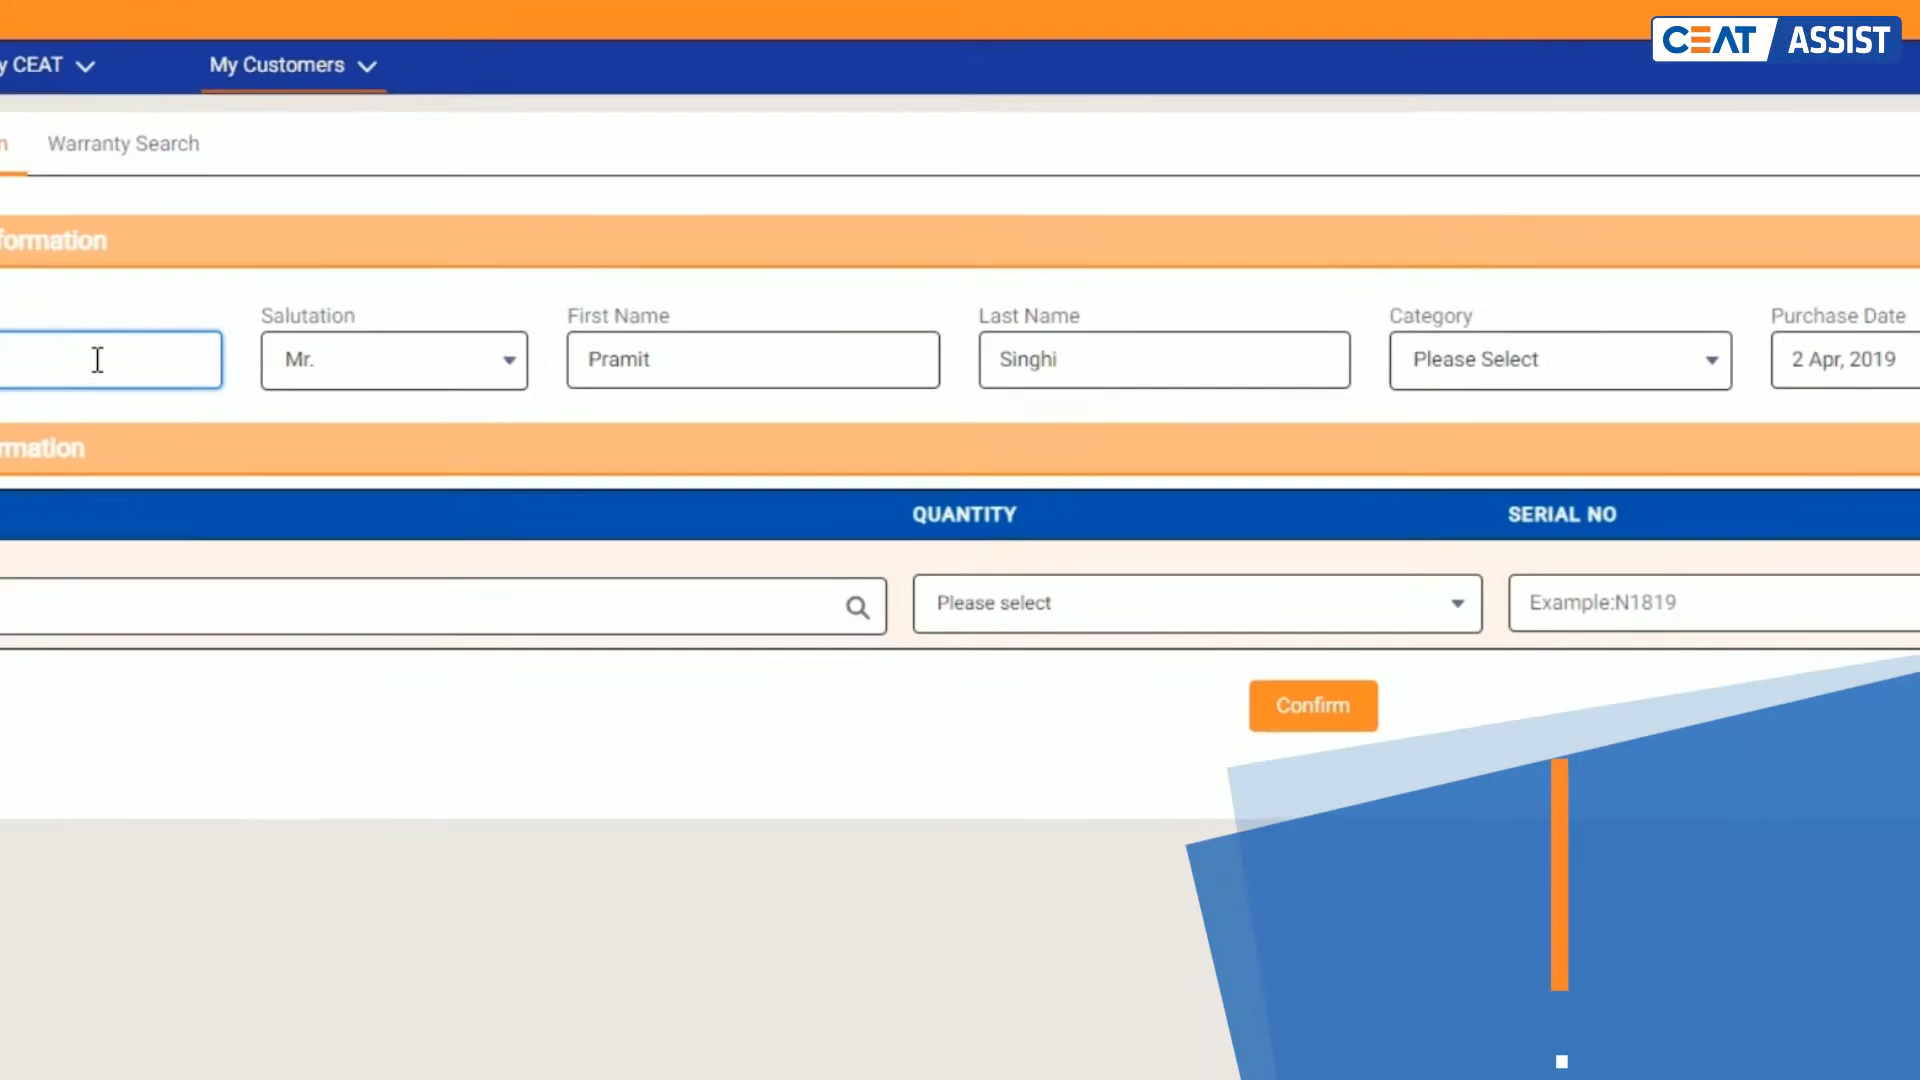 CEAT ASSIST
y CEAT My Customers
n Warranty Search
formation
Salutation First Name Last Name Category Purchase Date
Mr. Pramit Singhi Please Select 2 Apr, 2019
rmation
QUANTITY SERIAL NO
Please select Example:N1819
Confirm